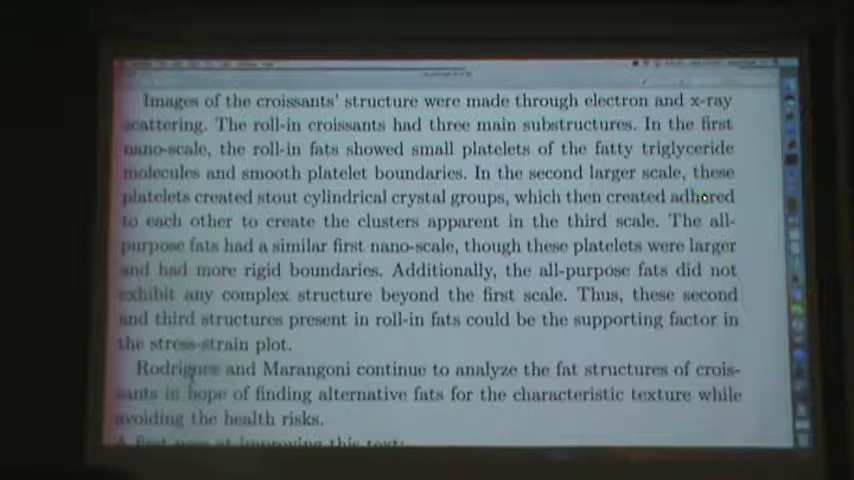 Images of the croissants' structure were made through electron and x-ray
scattering. The roll-in croissants had three main substructures. In the first
nano-scale, the roll-in fats showed small platelets of the fatty triglyceride
molecules and smooth platelet boundaries. In the second larger scale, these
platelets created stout cylindrical crystal groups, which then created adhered
to each other to create the clusters apparent in the third scale. The all-
purpose fats had a similar first nano-scale, though these platelets were larger
and had more rigid boundaries. Additionally, the all-purpose fats did not
exhibit any complex structure beyond the first scale. Thus, these second
and third structures present in roll-in fats could be the supporting factor in
the stress-strain plot.
Rodrigues and Marangoni continue to analyze the fat structures of crois-
sants in hope of finding alternative fats for the characteristic texture while
avoiding the health risks.
A first pass at improving this text: